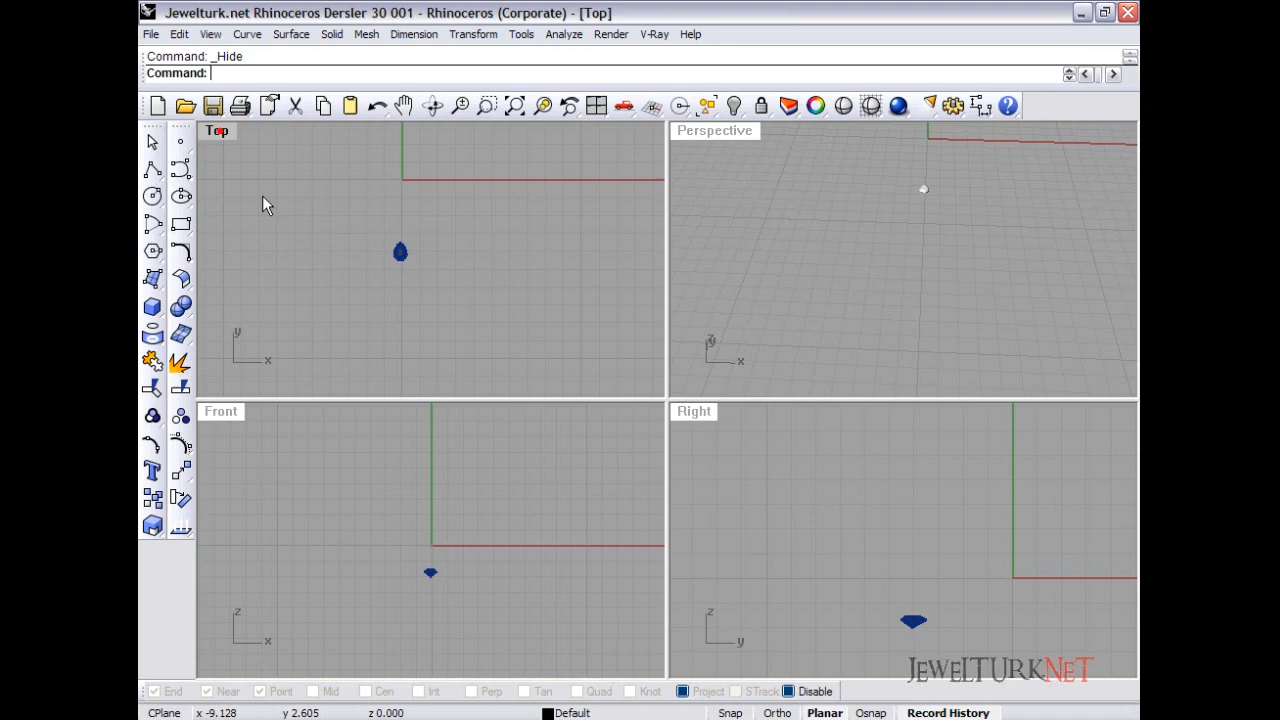 Jewelturk.net Rhinoceros Dersler 30 001 - Rhinoceros (Corporate) - [Top]
File Edit View Curve Surface Solid Mesh Dimension Transform Tools Analyze Render V-Ray Help
Command: _Hide
Command:
Top
Perspective
y
x
z
x
Front
Right
z
x
z
y
JEWELTURKNET
End Near Point Mid Cen Int Perp Tan Quad Knot Project STrack Disable
CPlane x -9.128 y 2.605 z 0.000 Default Snap Ortho Planar Osnap Record History